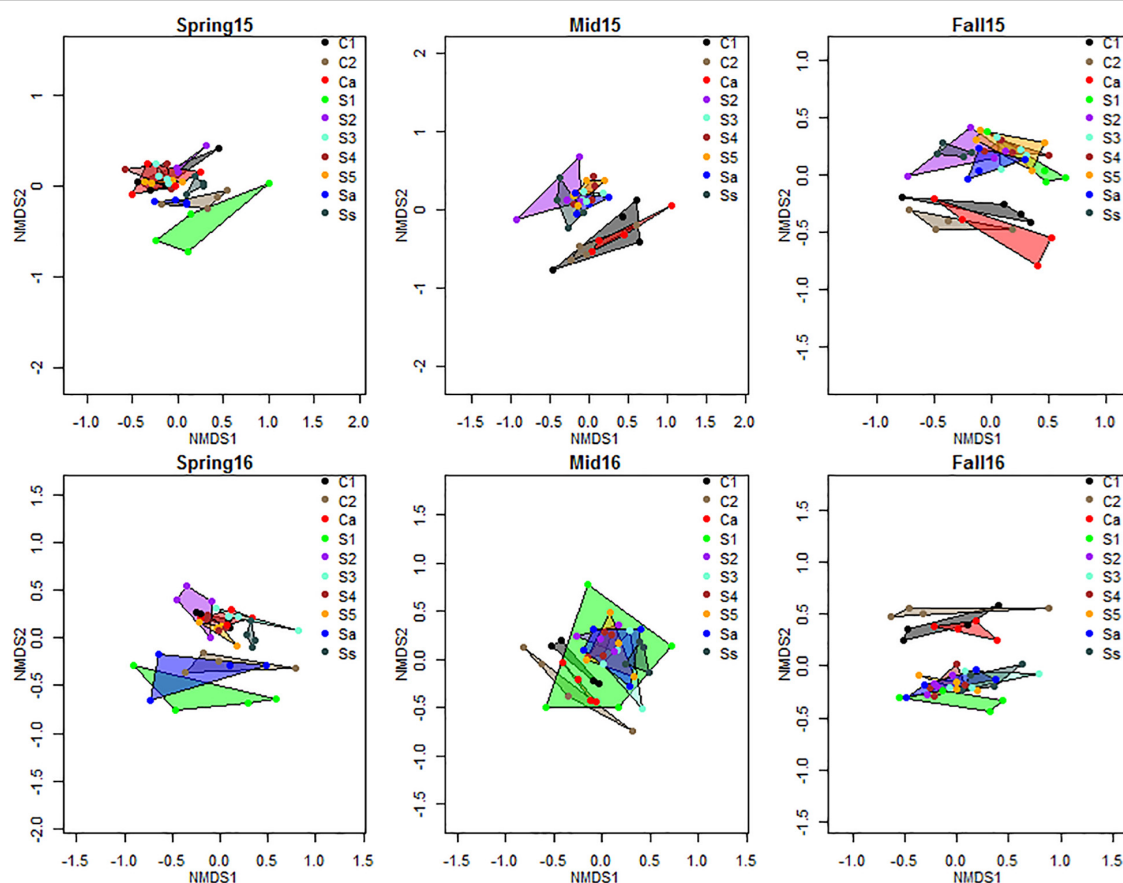 Spring15
C1
C2
Ca
S1
S2
S3
S4
S5
Sa
Ss
1
0
-1
-2
NMDS2
-1.0 -0.5 0.0 0.5 1.0 1.5 2.0
NMDS1
Mid15
C1
C2
Ca
S2
S3
S4
S5
Sa
Ss
2
1
0
-1
-2
NMDS2
-1.5 -1.0 -0.5 0.0 0.5 1.0 1.5 2.0
NMDS1
Fall15
C1
C2
Ca
S1
S2
S3
S4
S5
Sa
Ss
1.0
0.5
0.0
-0.5
-1.0
-1.5
NMDS2
-1.0 -0.5 0.0 0.5 1.0
NMDS1
Spring16
C1
C2
Ca
S1
S2
S3
S4
S5
Sa
Ss
1.5
1.0
0.5
0.0
-0.5
-1.0
-1.5
-2.0
NMDS2
-1.5 -1.0 -0.5 0.0 0.5 1.0 1.5
NMDS1
Mid16
C1
C2
Ca
S1
S2
S3
S4
S5
Sa
Ss
1.5
1.0
0.5
0.0
-0.5
-1.0
-1.5
NMDS2
-1.5 -1.0 -0.5 0.0 0.5 1.0 1.5
NMDS1
Fall16
C1
C2
Ca
S1
S2
S3
S4
S5
Sa
Ss
1.5
1.0
0.5
0.0
-0.5
-1.0
-1.5
NMDS2
-1.0 -0.5 0.0 0.5 1.0 1.5
NMDS1